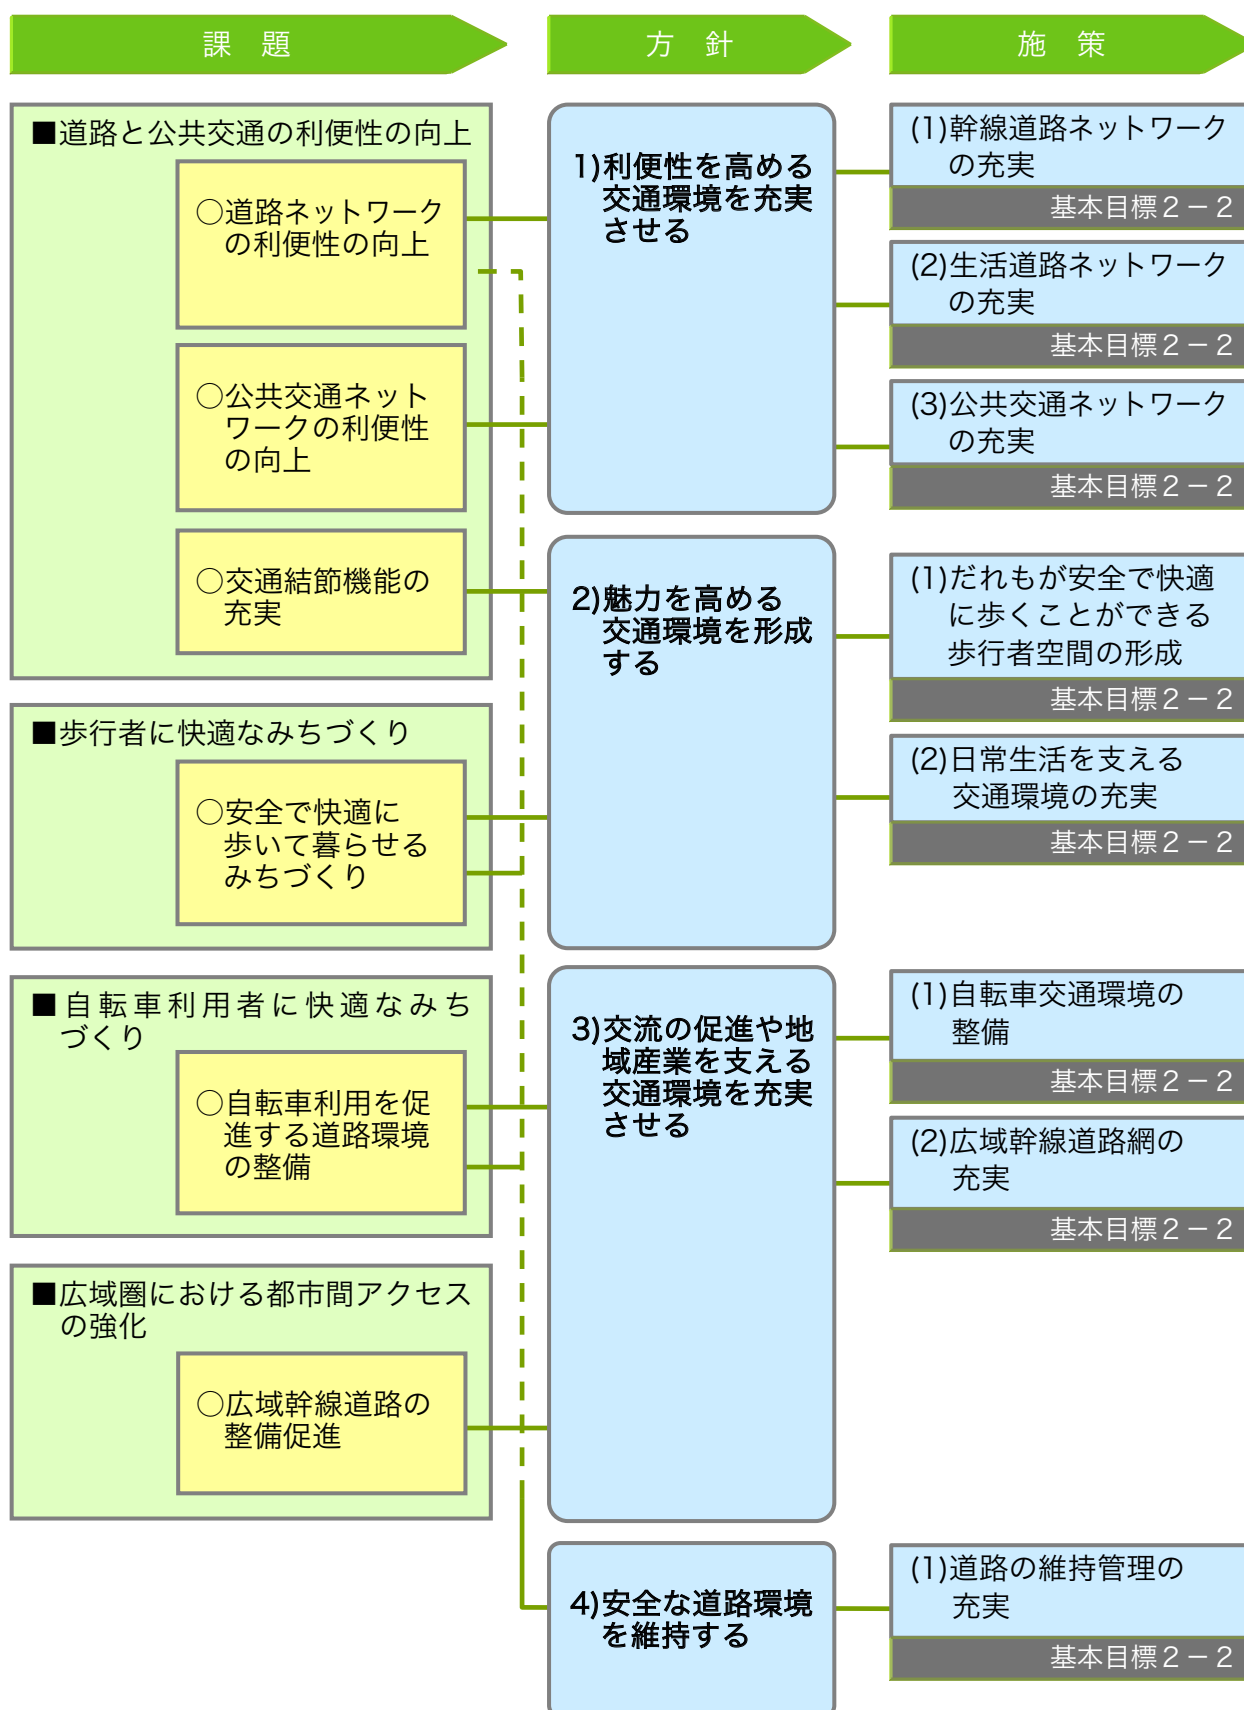 課　題
方　針
施　策
■道路と公共交通の利便性の向上
○道路ネットワーク
の利便性の向上
○公共交通ネット
ワークの利便性
の向上
○交通結節機能の
充実
■歩行者に快適なみちづくり
○安全で快適に
歩いて暮らせる
みちづくり
■自転車利用者に快適なみち
づくり
○自転車利用を促
進する道路環境
の整備
■広域圏における都市間アクセス
の強化
○広域幹線道路の
整備促進
1)利便性を高める
交通環境を充実
させる
2)魅力を高める
交通環境を形成
する
3)交流の促進や地
域産業を支える
交通環境を充実
させる
4)安全な道路環境
を維持する
(1)幹線道路ネットワーク
の充実
基本目標２－２
(2)生活道路ネットワーク
の充実
基本目標２－２
(3)公共交通ネットワーク
の充実
基本目標２－２
(1)だれもが安全で快適
に歩くことができる
歩行者空間の形成
基本目標２－２
(2)日常生活を支える
交通環境の充実
基本目標２－２
(1)自転車交通環境の
整備
基本目標２－２
(2)広域幹線道路網の
充実
基本目標２－２
(1)道路の維持管理の
充実
基本目標２－２